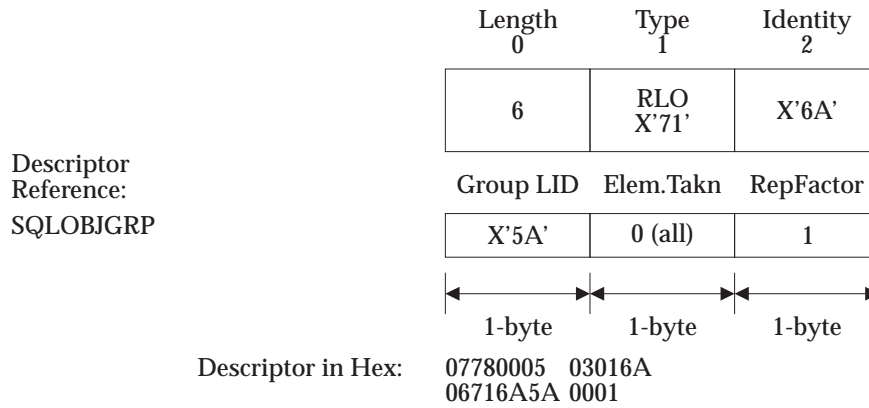 Length Type Identity
0 1 2
6 RLO X'6A'
X'71'
Descriptor
Reference: Group LID Elem.Takn RepFactor
SQLOBJGRP X'5A' 0 (all) 1
1-byte 1-byte 1-byte
Descriptor in Hex: 07780005 03016A
06716A5A 0001